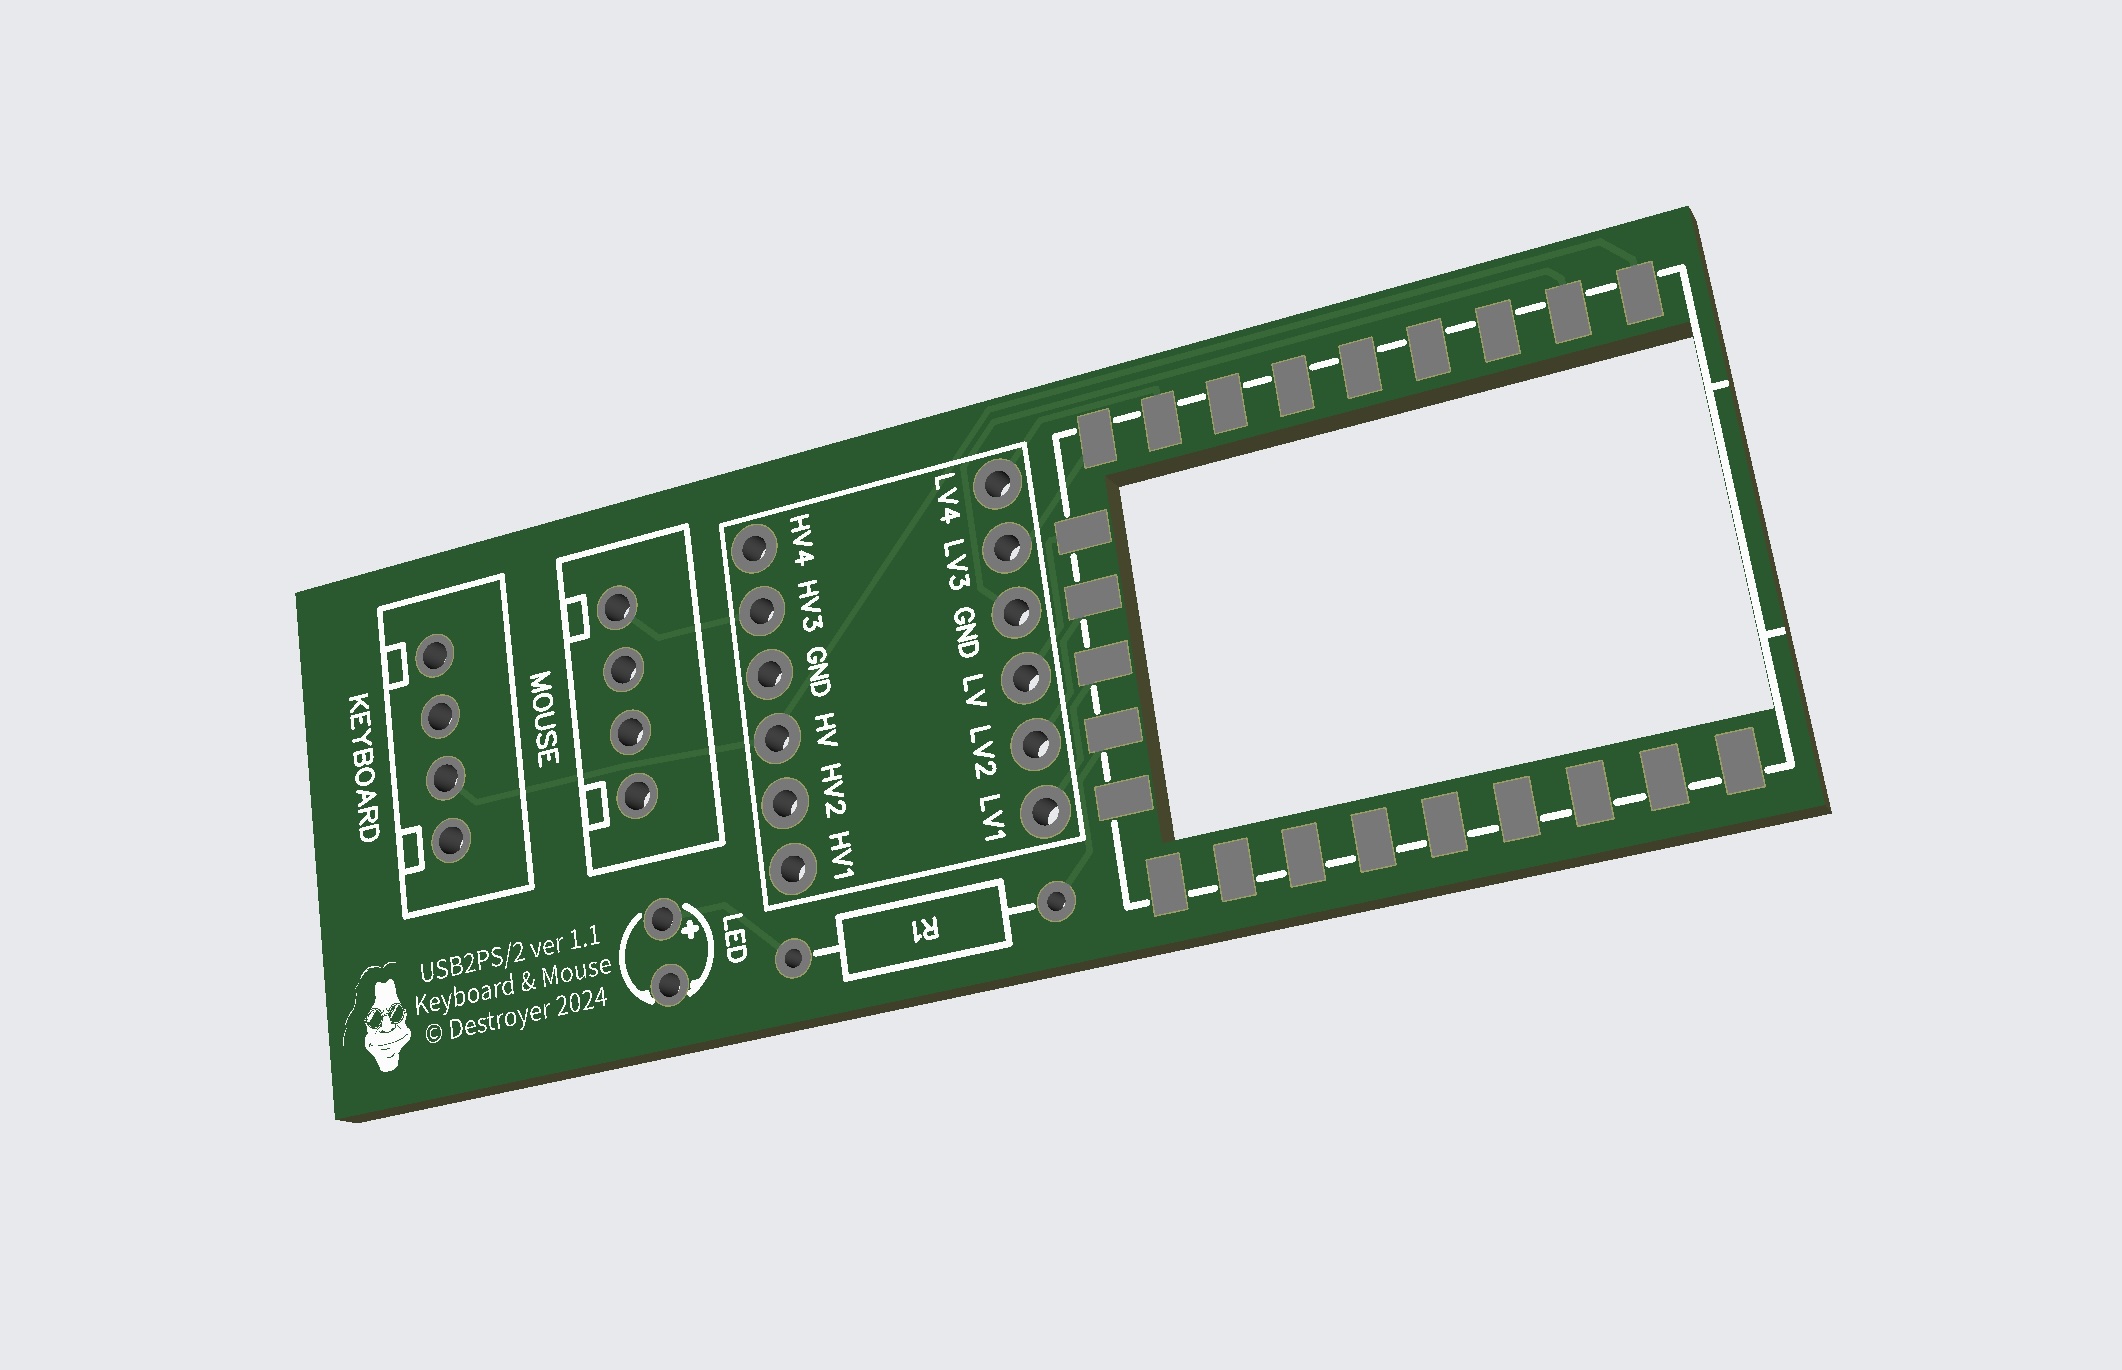 KEYBOARD
MOUSE
HV4 HV3 GND HV HV2 HV1
LV4 LV3 GND LV LV2 LV1
LED
+
R1
USB2PS/2 ver 1.1
Keyboard & Mouse
© Destroyer 2024